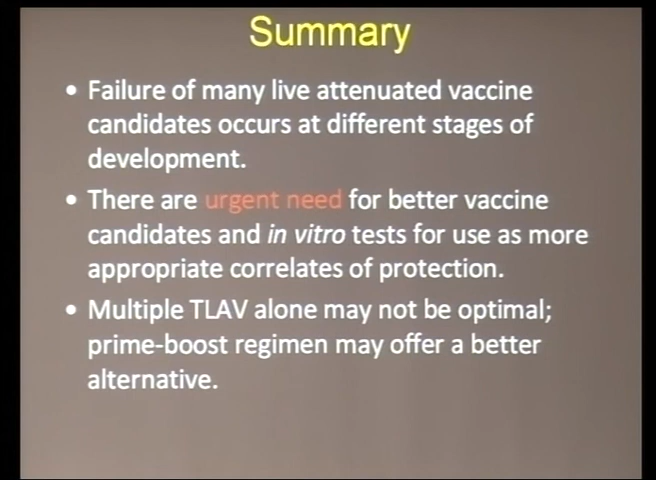 Summary
• Failure of many live attenuated vaccine
candidates occurs at different stages of
development.
• There are urgent need for better vaccine
candidates and in vitro tests for use as more
appropriate correlates of protection.
• Multiple TLAV alone may not be optimal;
prime-boost regimen may offer a better
alternative.